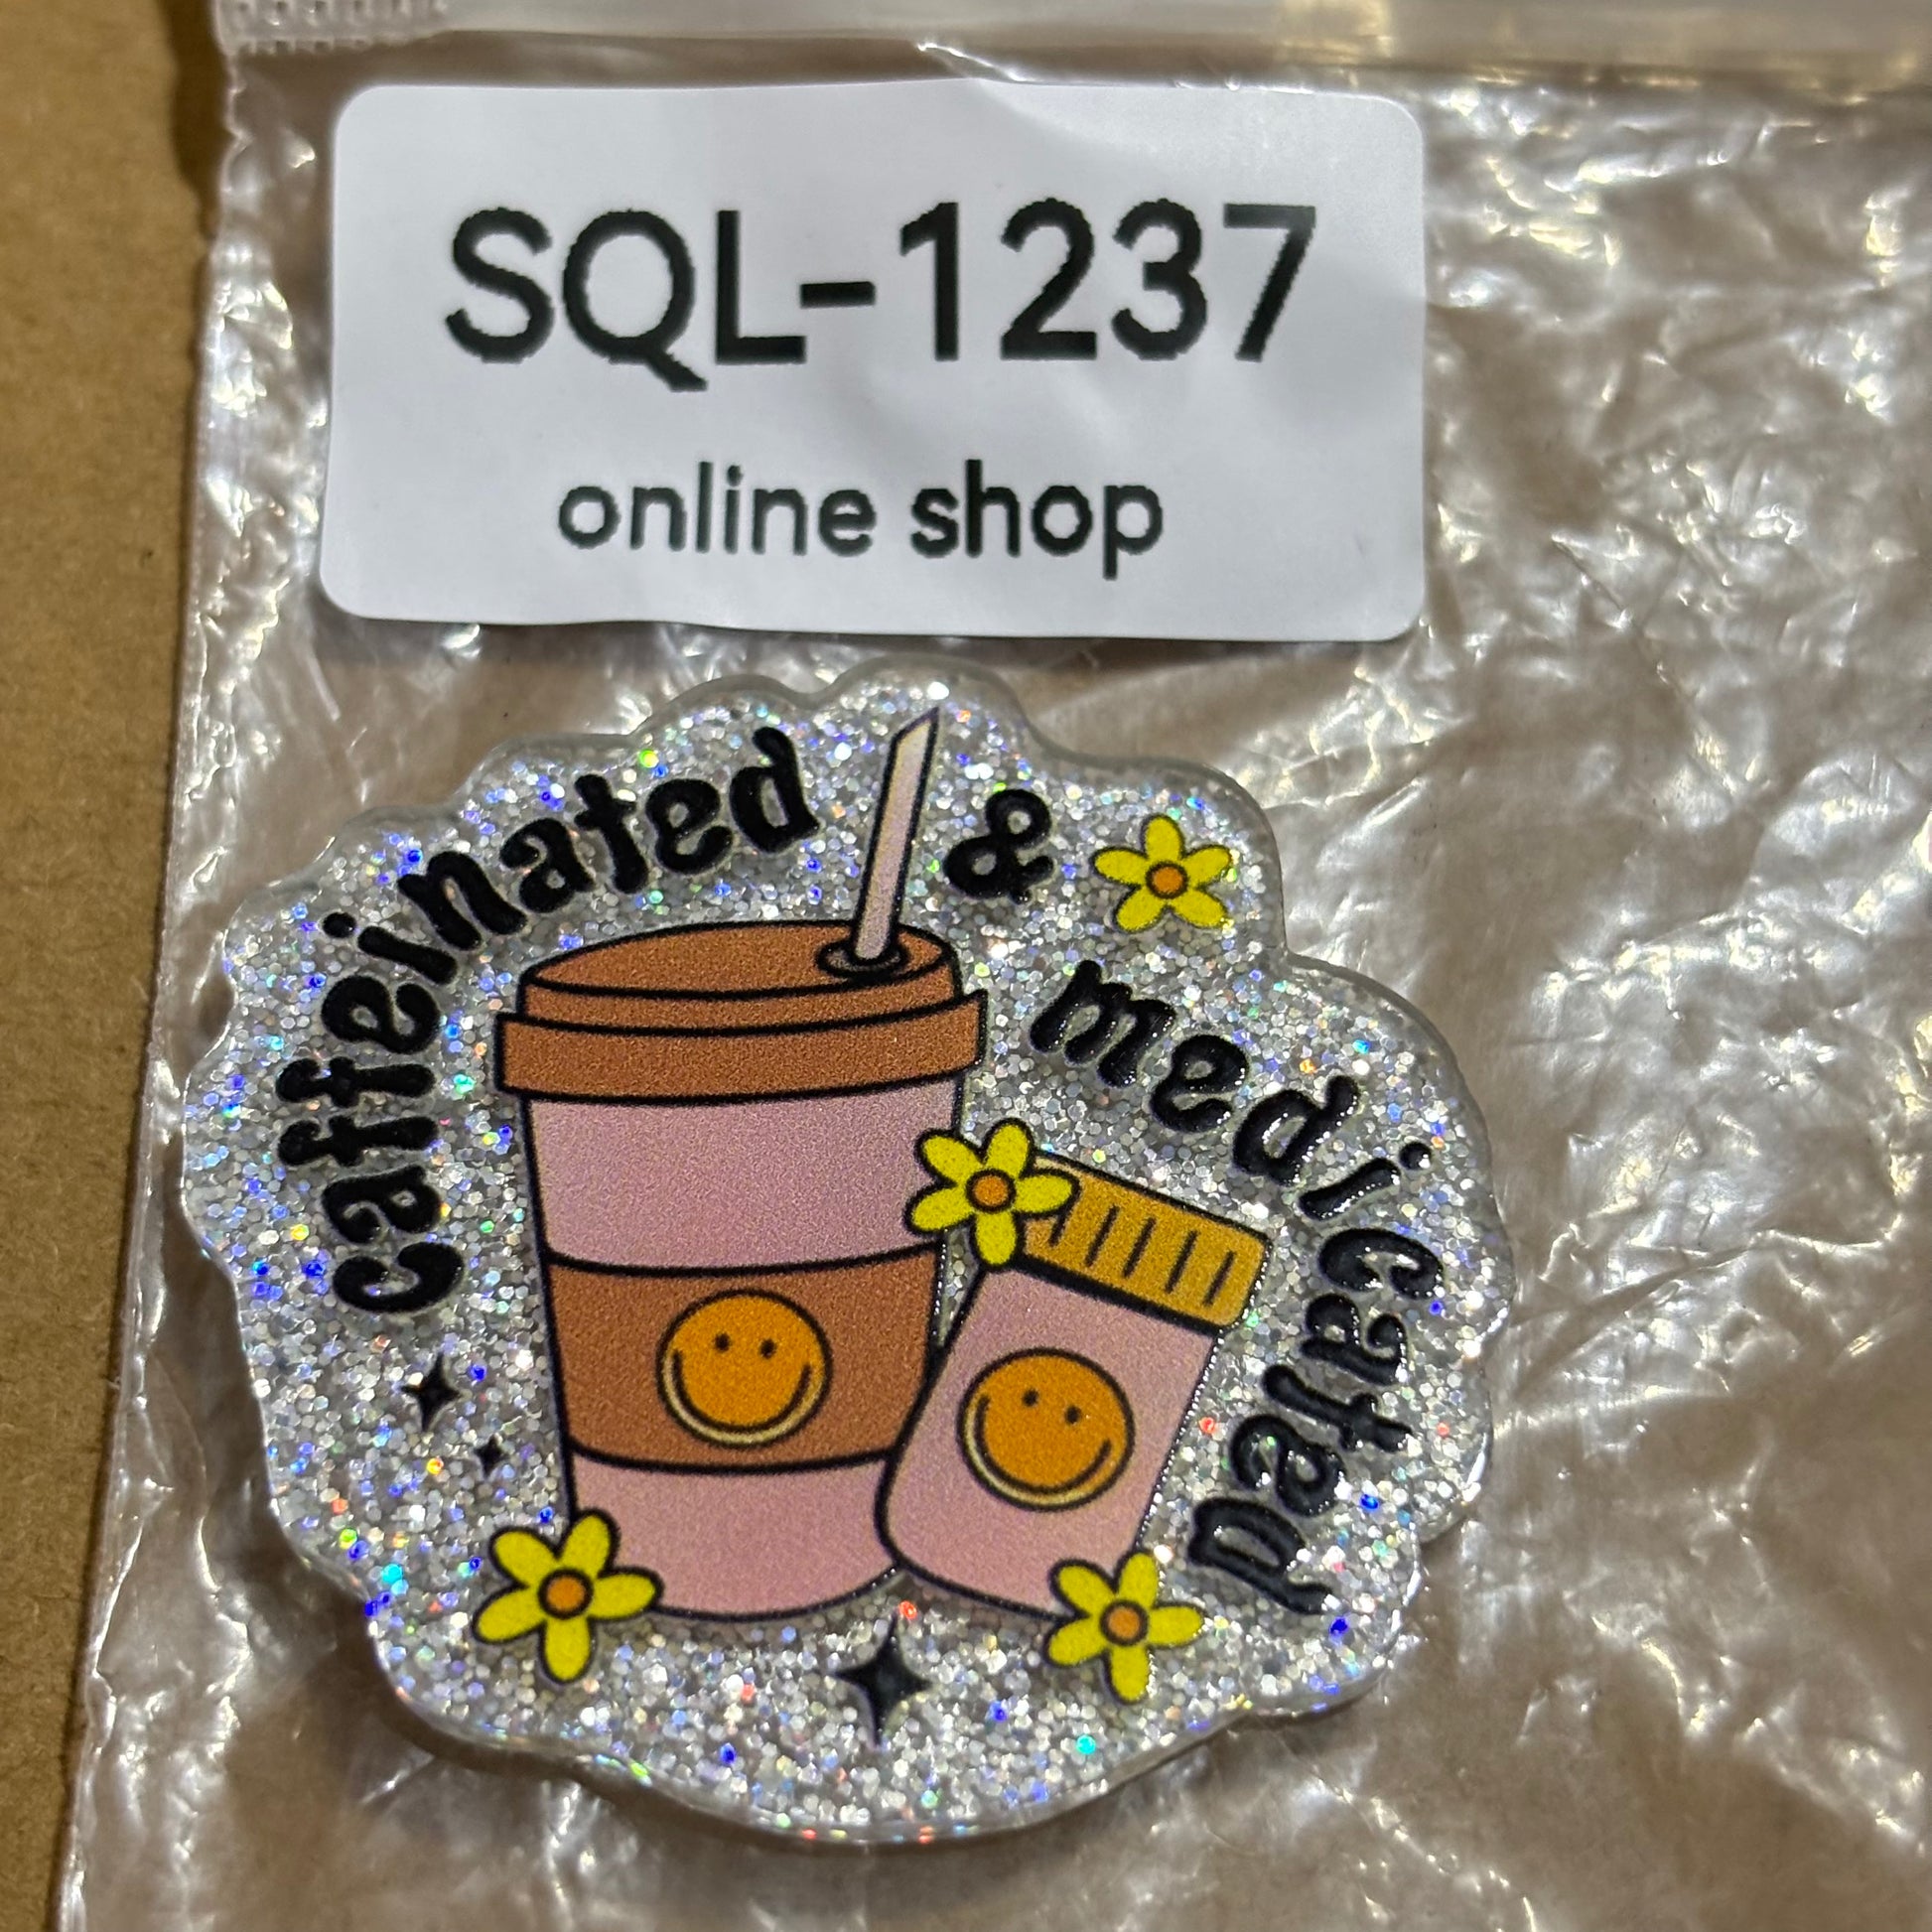 SQL-1237
online shop
caffeinated & medicated